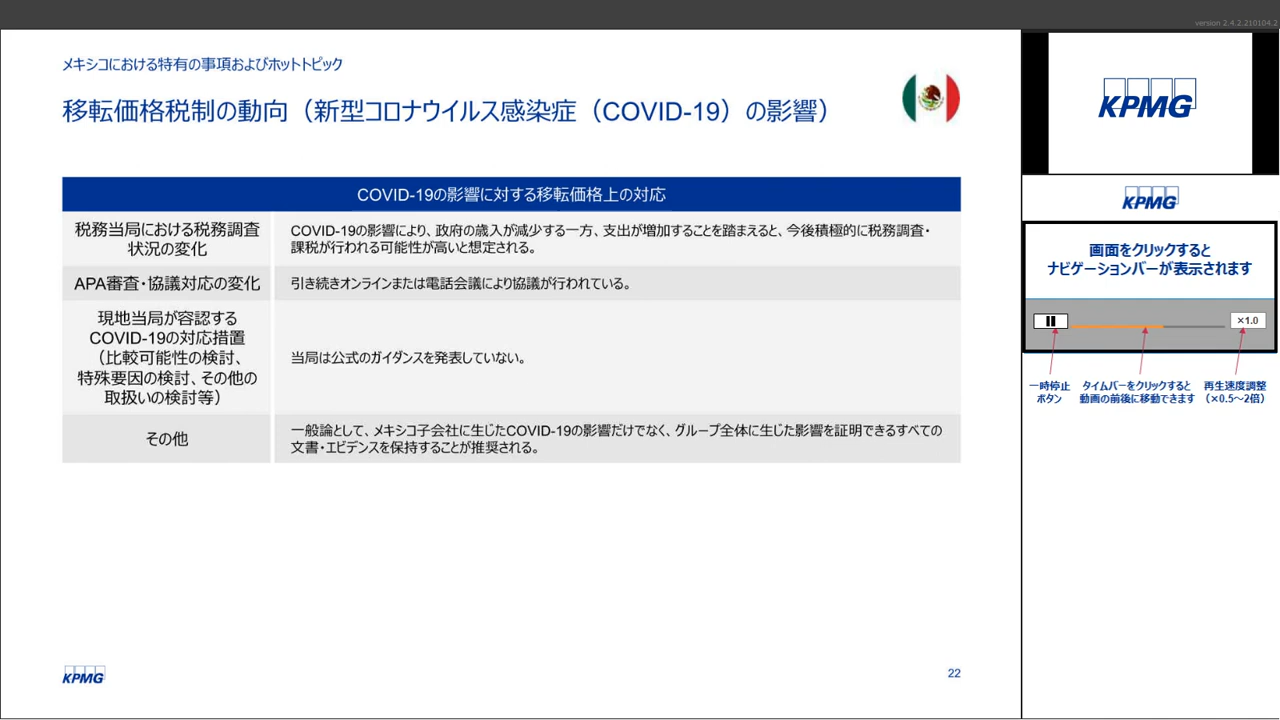 version 2.4.2.210104.2
メキシコにおける特有の事項およびホットトピック
移転価格税制の動向（新型コロナウイルス感染症（COVID-19）の影響）
COVID-19の影響に対する移転価格上の対応
税務当局における税務調査
状況の変化
COVID-19の影響により、政府の歳入が減少する一方、支出が増加することを踏まえると、今後積極的に税務調査・
課税が行われる可能性が高いと想定される。
APA審査・協議対応の変化
引き続きオンラインまたは電話会議により協議が行われている。
現地当局が容認する
COVID-19の対応措置
（比較可能性の検討、
特殊要因の検討、その他の
取扱いの検討等）
当局は公式のガイダンスを発表していない。
その他
一般論として、メキシコ子会社に生じたCOVID-19の影響だけでなく、グループ全体に生じた影響を証明できるすべての
文書・エビデンスを保持することが推奨される。
KPMG
22
KPMG
KPMG
画面をクリックすると
ナビゲーションバーが表示されます
×1.0
一時停止
ボタン
タイムバーをクリックすると
動画の前後に移動できます
再生速度調整
（×0.5～2倍）